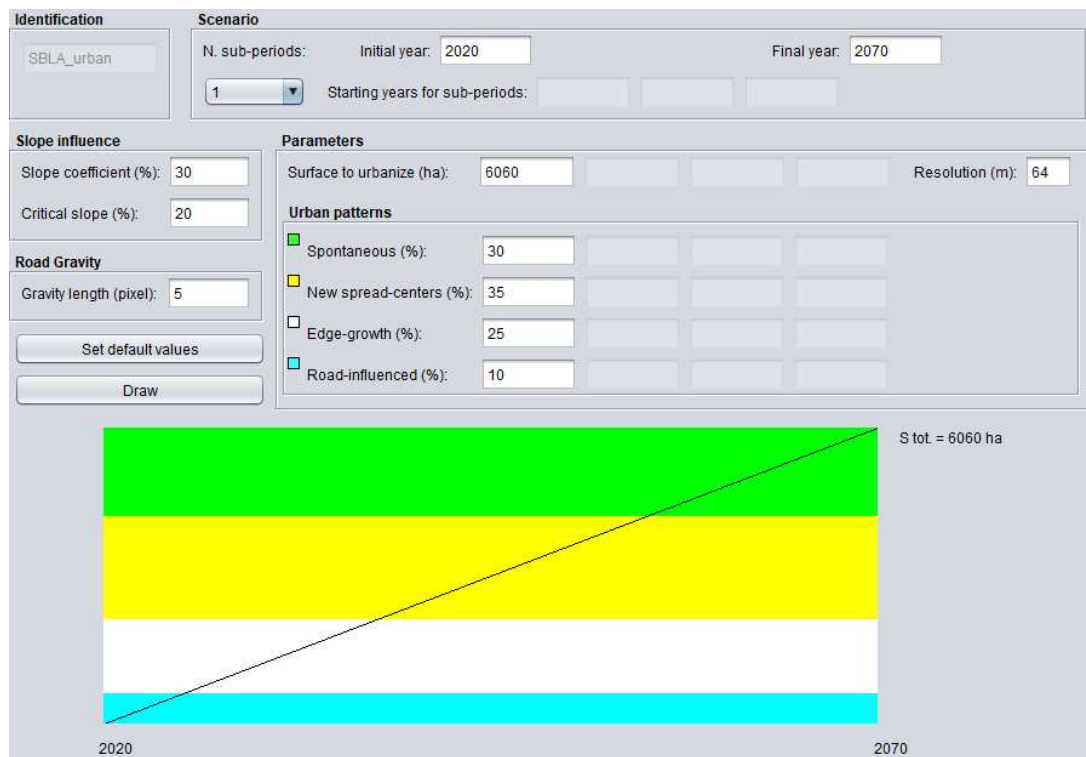 Identification
SBLA_urban
Scenario
N. sub-periods: Initial year: 2020 Final year: 2070
1 Starting years for sub-periods:
Slope influence
Slope coefficient (%): 30
Critical slope (%): 20
Road Gravity
Gravity length (pixel): 5
Set default values
Draw
Parameters
Surface to urbanize (ha): 6060 Resolution (m): 64
Urban patterns
Spontaneous (%): 30
New spread-centers (%): 35
Edge-growth (%): 25
Road-influenced (%): 10
S tot. = 6060 ha
2020 2070